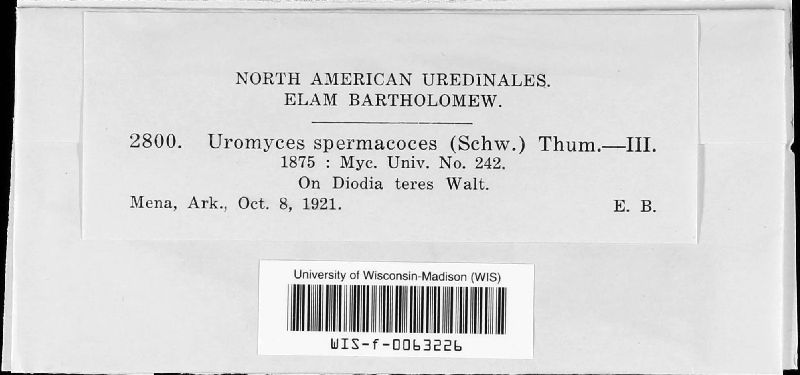 NORTH AMERICAN UREDINALES.
ELAM BARTHOLOMEW.
2800. Uromyces spermacoces (Schw.) Thum.—III.
1875 : Myc. Univ. No. 242.
On Diodia teres Walt.
Mena, Ark., Oct. 8, 1921. E. B.
University of Wisconsin-Madison (WIS)
WIS-f-0063226